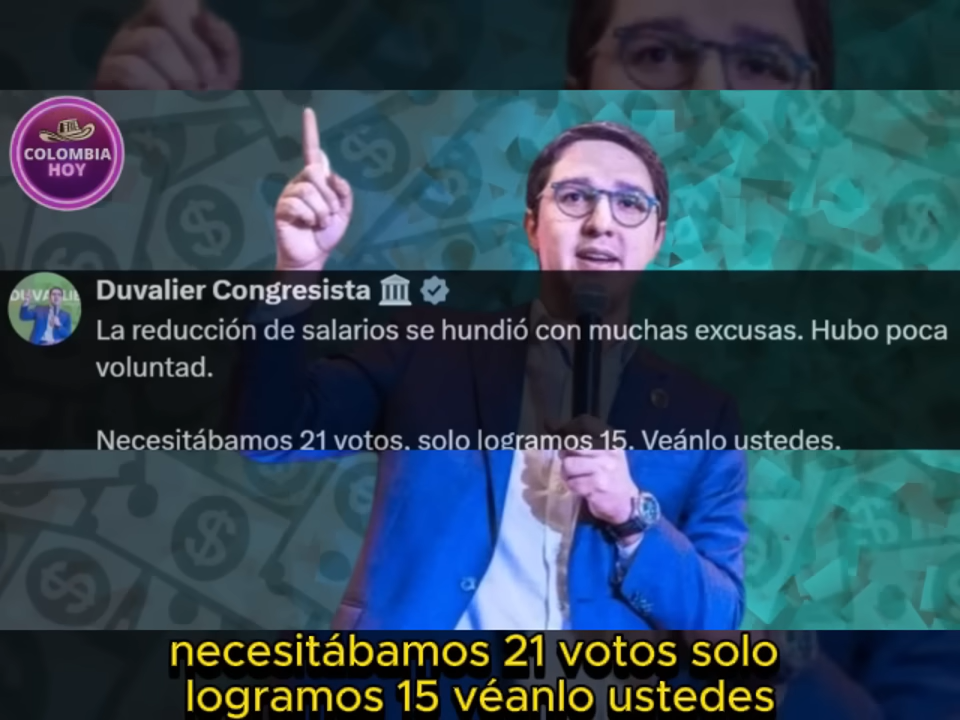 COLOMBIA
HOY
DUVALIE
Duvalier Congresista
La reducción de salarios se hundió con muchas excusas. Hubo poca
voluntad.
Necesitábamos 21 votos, solo logramos 15. Veánlo ustedes.
necesitábamos 21 votos solo
logramos 15 véanlo ustedes